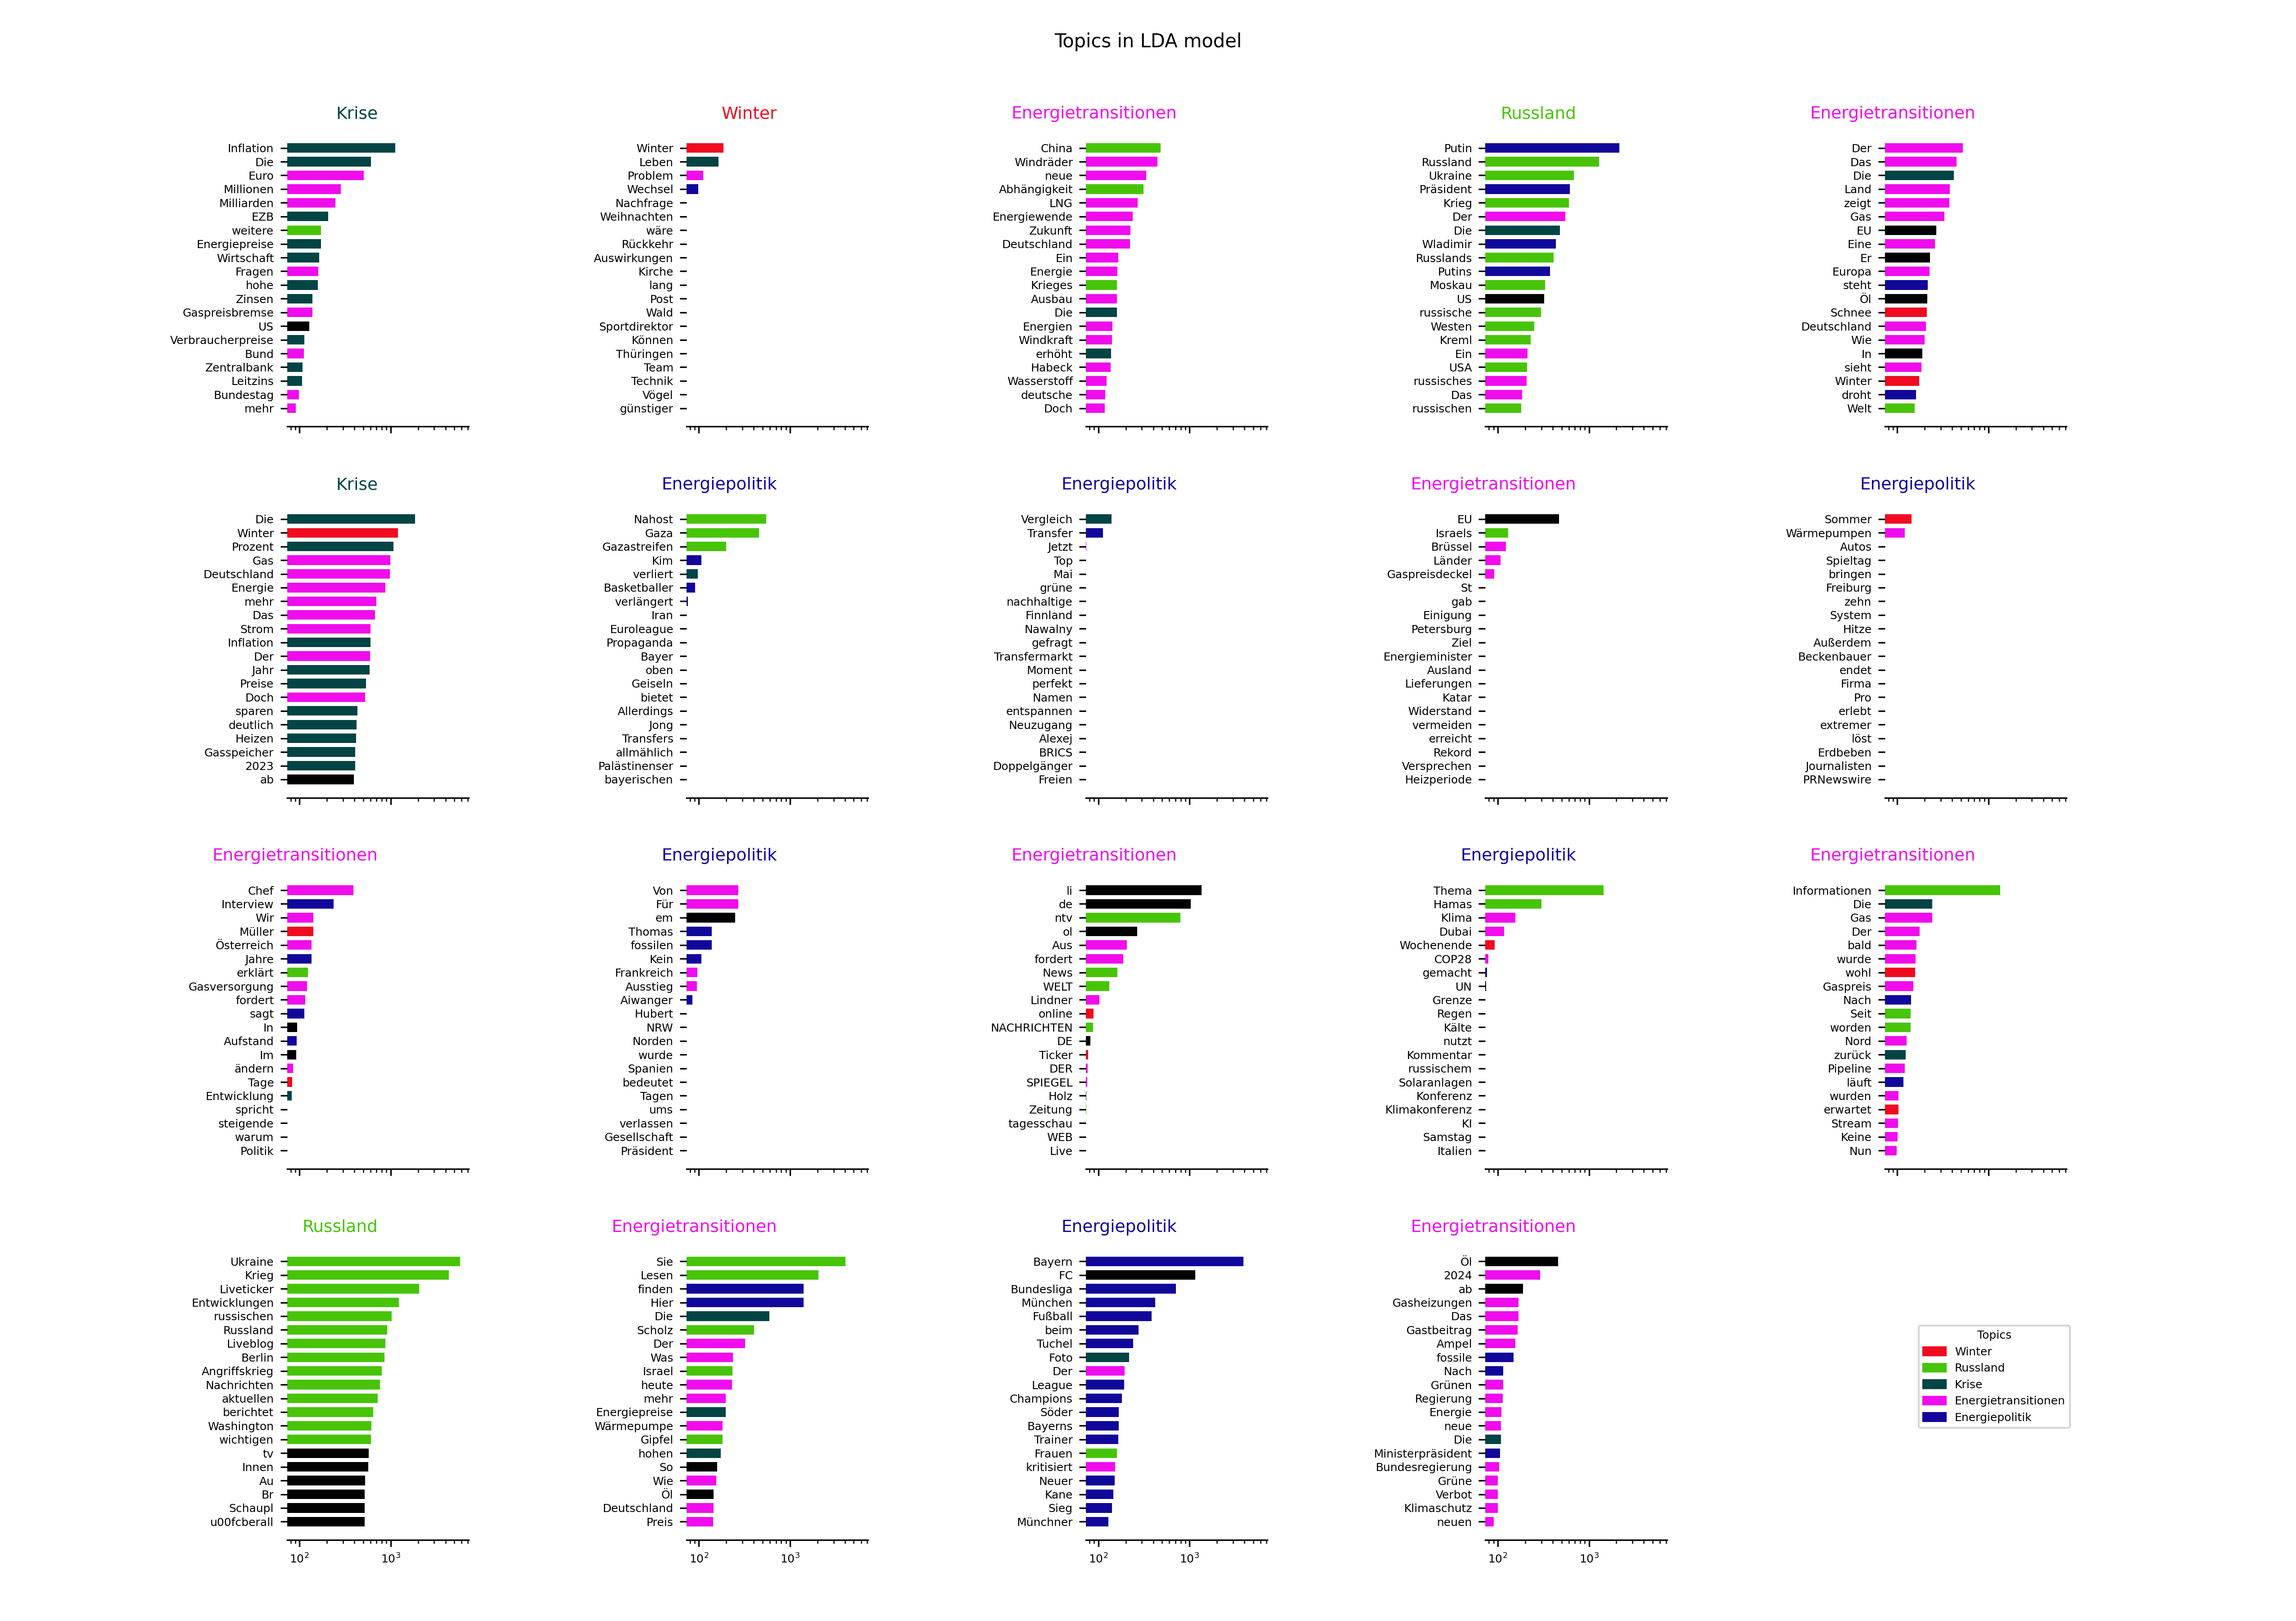 Topics in LDA model
Krise
Inflation
Die
Euro
Millionen
Milliarden
EZB
weitere
Energiepreise
Wirtschaft
Fragen
hohe
Zinsen
Gaspreisbremse
US
Verbraucherpreise
Bund
Zentralbank
Leitzins
Bundestag
mehr
Winter
Winter
Leben
Problem
Wechsel
Nachfrage
Weihnachten
wäre
Rückkehr
Auswirkungen
Kirche
lang
Post
Wald
Sportdirektor
Können
Thüringen
Team
Technik
Vögel
günstiger
Energietransitionen
China
Windräder
neue
Abhängigkeit
LNG
Energiewende
Zukunft
Deutschland
Ein
Energie
Krieges
Ausbau
Die
Energien
Windkraft
erhöht
Habeck
Wasserstoff
deutsche
Doch
Russland
Putin
Russland
Ukraine
Präsident
Krieg
Der
Die
Wladimir
Russlands
Putins
Moskau
US
russische
Westen
Kreml
Ein
USA
russisches
Das
russischen
Energietransitionen
Der
Das
Die
Land
zeigt
Gas
EU
Eine
Er
Europa
steht
Öl
Schnee
Deutschland
Wie
In
sieht
Winter
droht
Welt
Krise
Die
Winter
Prozent
Gas
Deutschland
Energie
mehr
Das
Strom
Inflation
Der
Jahr
Preise
Doch
sparen
deutlich
Heizen
Gasspeicher
2023
ab
Energiepolitik
Nahost
Gaza
Gazastreifen
Kim
verliert
Basketballer
verlängert
Iran
Euroleague
Propaganda
Bayer
oben
Geiseln
bietet
Allerdings
Jong
Transfers
allmählich
Palästinenser
bayerischen
Energiepolitik
Vergleich
Transfer
Jetzt
Top
Mai
grüne
nachhaltige
Finnland
Nawalny
gefragt
Transfermarkt
Moment
perfekt
Namen
entspannen
Neuzugang
Alexej
BRICS
Doppelgänger
Freien
Energietransitionen
EU
Israels
Brüssel
Länder
Gaspreisdeckel
St
gab
Einigung
Petersburg
Ziel
Energieminister
Ausland
Lieferungen
Katar
Widerstand
vermeiden
erreicht
Rekord
Versprechen
Heizperiode
Energiepolitik
Sommer
Wärmepumpen
Autos
Spieltag
bringen
Freiburg
zehn
System
Hitze
Außerdem
Beckenbauer
endet
Firma
Pro
erlebt
extremer
löst
Erdbeben
Journalisten
PRNewswire
Energietransitionen
Chef
Interview
Wir
Müller
Österreich
Jahre
erklärt
Gasversorgung
fordert
sagt
In
Aufstand
Im
ändern
Tage
Entwicklung
spricht
steigende
warum
Politik
Energiepolitik
Von
Für
em
Thomas
fossilen
Kein
Frankreich
Ausstieg
Aiwanger
Hubert
NRW
Norden
wurde
Spanien
bedeutet
Tagen
ums
verlassen
Gesellschaft
Präsident
Energietransitionen
li
de
ntv
ol
Aus
fordert
News
WELT
Lindner
online
NACHRICHTEN
DE
Ticker
DER
SPIEGEL
Holz
Zeitung
tagesschau
WEB
Live
Energiepolitik
Thema
Hamas
Klima
Dubai
Wochenende
COP28
gemacht
UN
Grenze
Regen
Kälte
nutzt
Kommentar
russischem
Solaranlagen
Konferenz
Klimakonferenz
KI
Samstag
Italien
Energietransitionen
Informationen
Die
Gas
Der
bald
wurde
wohl
Gaspreis
Nach
Seit
worden
Nord
zurück
Pipeline
läuft
wurden
erwartet
Stream
Keine
Nun
Russland
Ukraine
Krieg
Liveticker
Entwicklungen
russischen
Russland
Liveblog
Berlin
Angriffskrieg
Nachrichten
aktuellen
berichtet
Washington
wichtigen
tv
Innen
Au
Br
Schaupl
u00fcberall
10²
10³
Energietransitionen
Sie
Lesen
finden
Hier
Die
Scholz
Der
Was
Israel
heute
mehr
Energiepreise
Wärmepumpe
Gipfel
hohen
So
Wie
Öl
Deutschland
Preis
10²
10³
Energiepolitik
Bayern
FC
Bundesliga
München
Fußball
beim
Tuchel
Foto
Der
League
Champions
Söder
Bayerns
Trainer
Frauen
kritisiert
Neuer
Kane
Sieg
Münchner
10²
10³
Energietransitionen
Öl
2024
ab
Gasheizungen
Das
Gastbeitrag
Ampel
fossile
Nach
Grünen
Regierung
Energie
neue
Die
Ministerpräsident
Bundesregierung
Grüne
Verbot
Klimaschutz
neuen
10²
10³
Topics
Winter
Russland
Krise
Energietransitionen
Energiepolitik